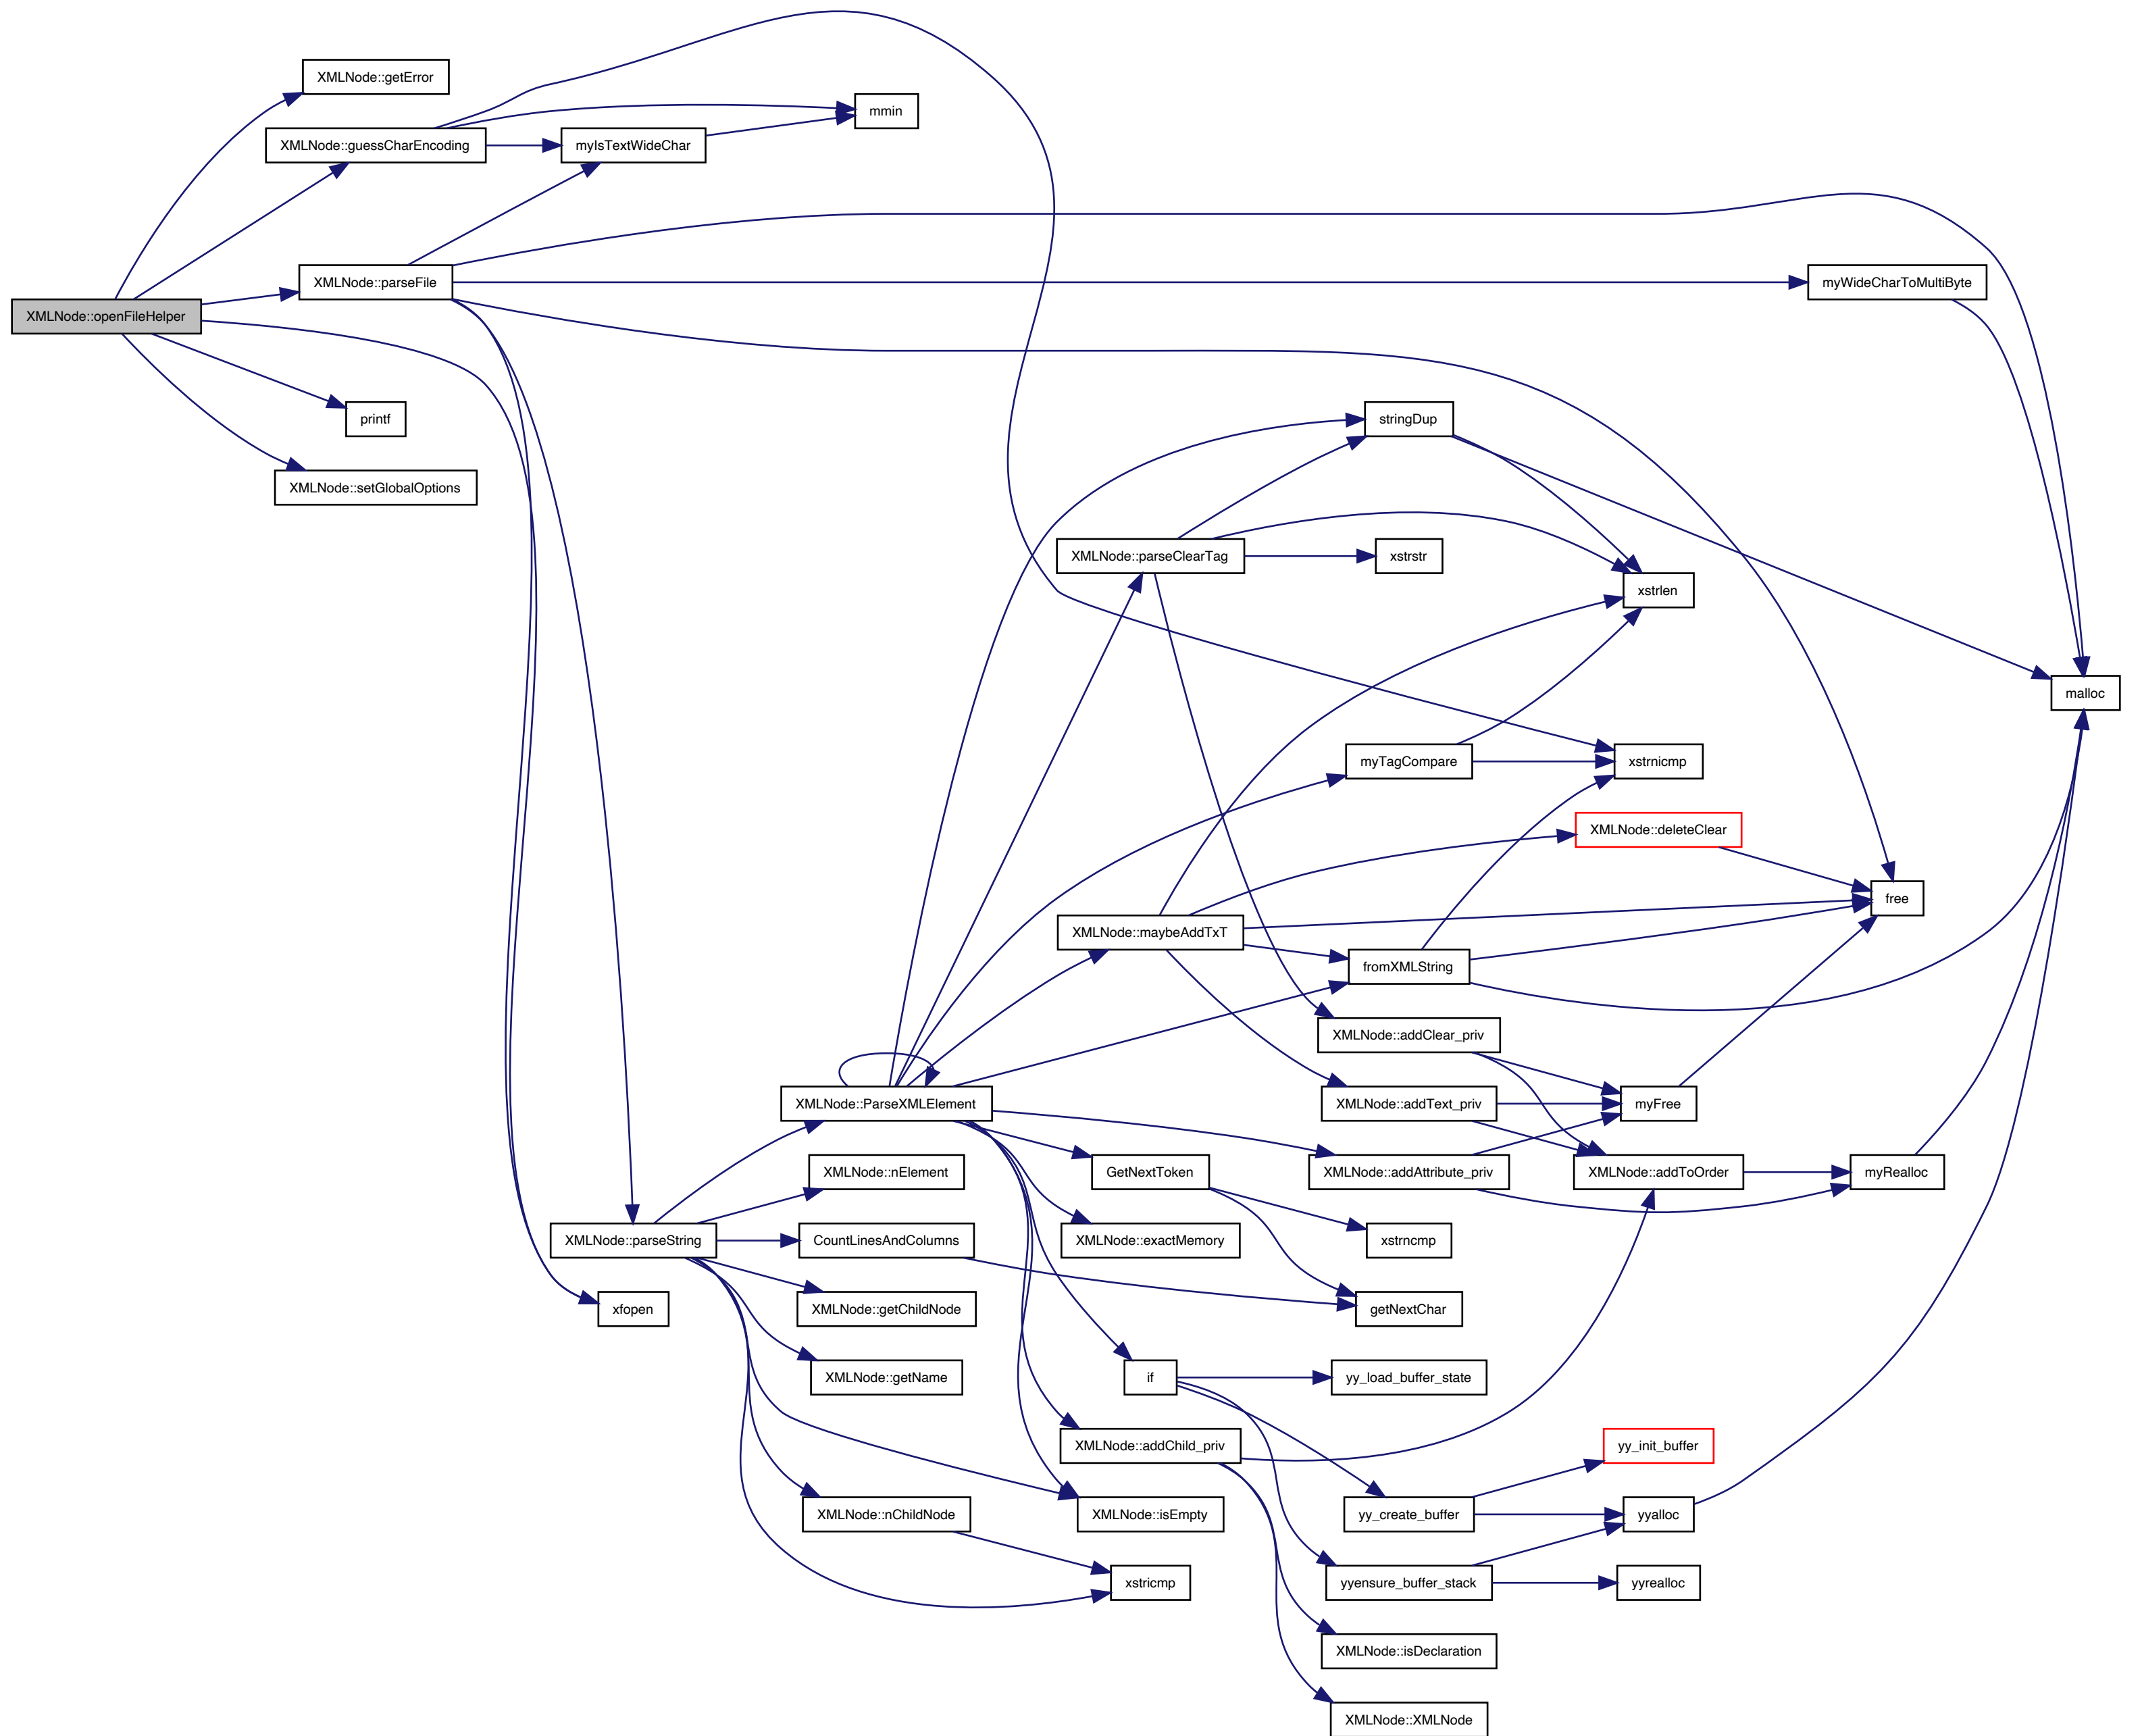 XMLNode::getError
mmin
XMLNode::guessCharEncoding
myIsTextWideChar
XMLNode::parseFile
myWideCharToMultiByte
XMLNode::openFileHelper
printf
stringDup
XMLNode::setGlobalOptions
XMLNode::parseClearTag
xstrstr
xstrlen
malloc
myTagCompare
xstrnicmp
XMLNode::deleteClear
free
XMLNode::maybeAddTxT
fromXMLString
XMLNode::addClear_priv
XMLNode::ParseXMLElement
XMLNode::addText_priv
myFree
XMLNode::nElement
GetNextToken
XMLNode::addAttribute_priv
XMLNode::addToOrder
myRealloc
XMLNode::parseString
CountLinesAndColumns
XMLNode::exactMemory
xstrncmp
xfopen
XMLNode::getChildNode
getNextChar
XMLNode::getName
if
yy_load_buffer_state
XMLNode::addChild_priv
yy_init_buffer
XMLNode::nChildNode
XMLNode::isEmpty
yy_create_buffer
yyalloc
xstricmp
yyensure_buffer_stack
yyrealloc
XMLNode::isDeclaration
XMLNode::XMLNode